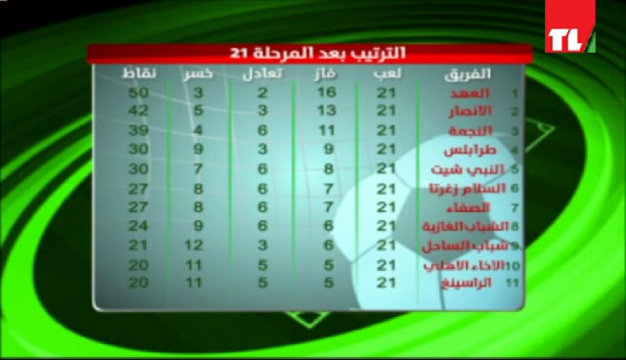 TL
الترتيب بعد المرحلة 21
الفريق لعب فاز تعادل خسر نقاط
1 العهد 21 16 2 3 50
2 الانصار 21 13 3 5 42
3 النجمة 21 11 6 4 39
4 طرابلس 21 9 3 9 30
5 النبي شيت 21 8 6 7 30
6 السلام زغرتا 21 7 6 8 27
7 الصفاء 21 7 6 8 27
8 الشباب الغازية 21 6 6 9 24
9 شباب الساحل 21 6 3 12 21
10 الاخاء الاهلي 21 5 5 11 20
11 الراسينغ 21 5 5 11 20